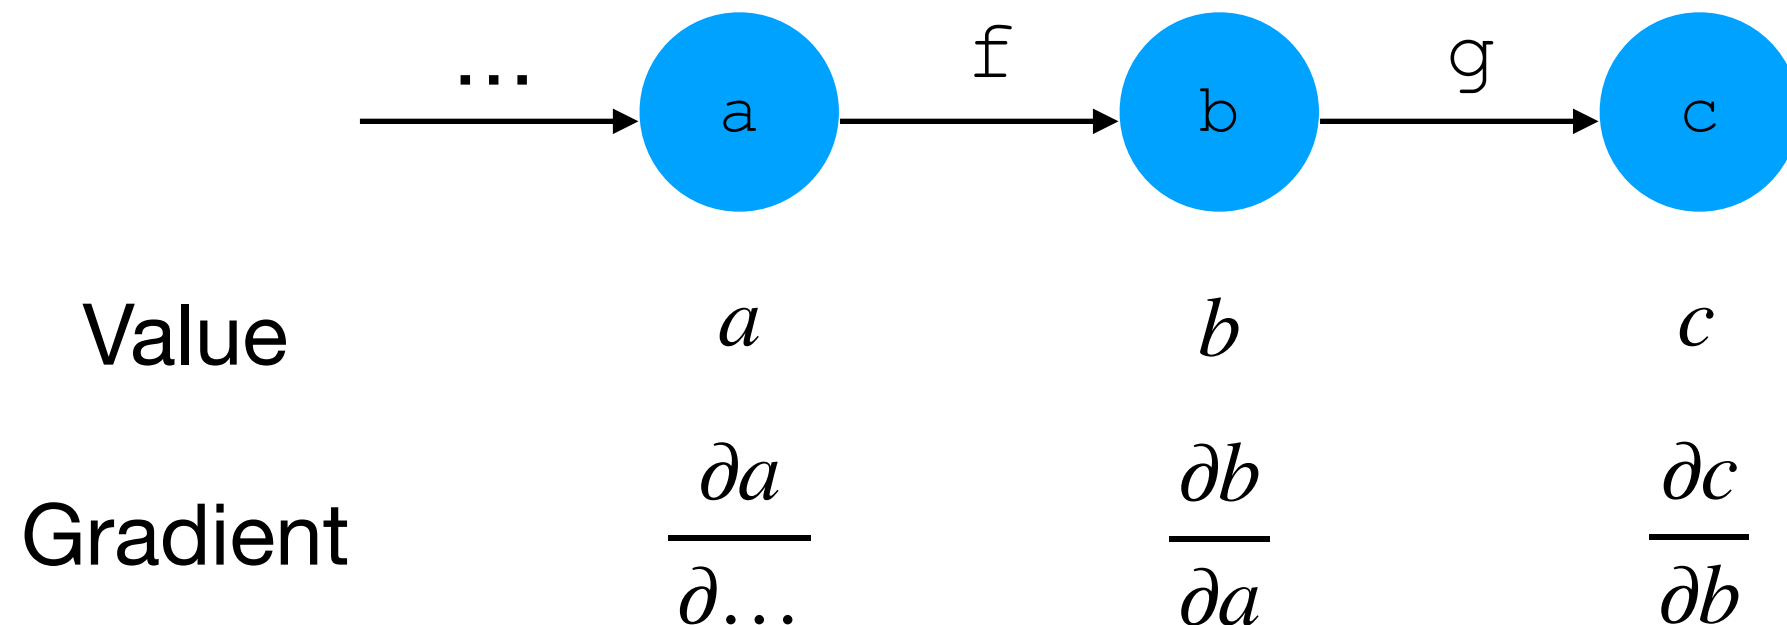 ... f g
a b c
Value a b c
Gradient ∂a/∂… ∂b/∂a ∂c/∂b